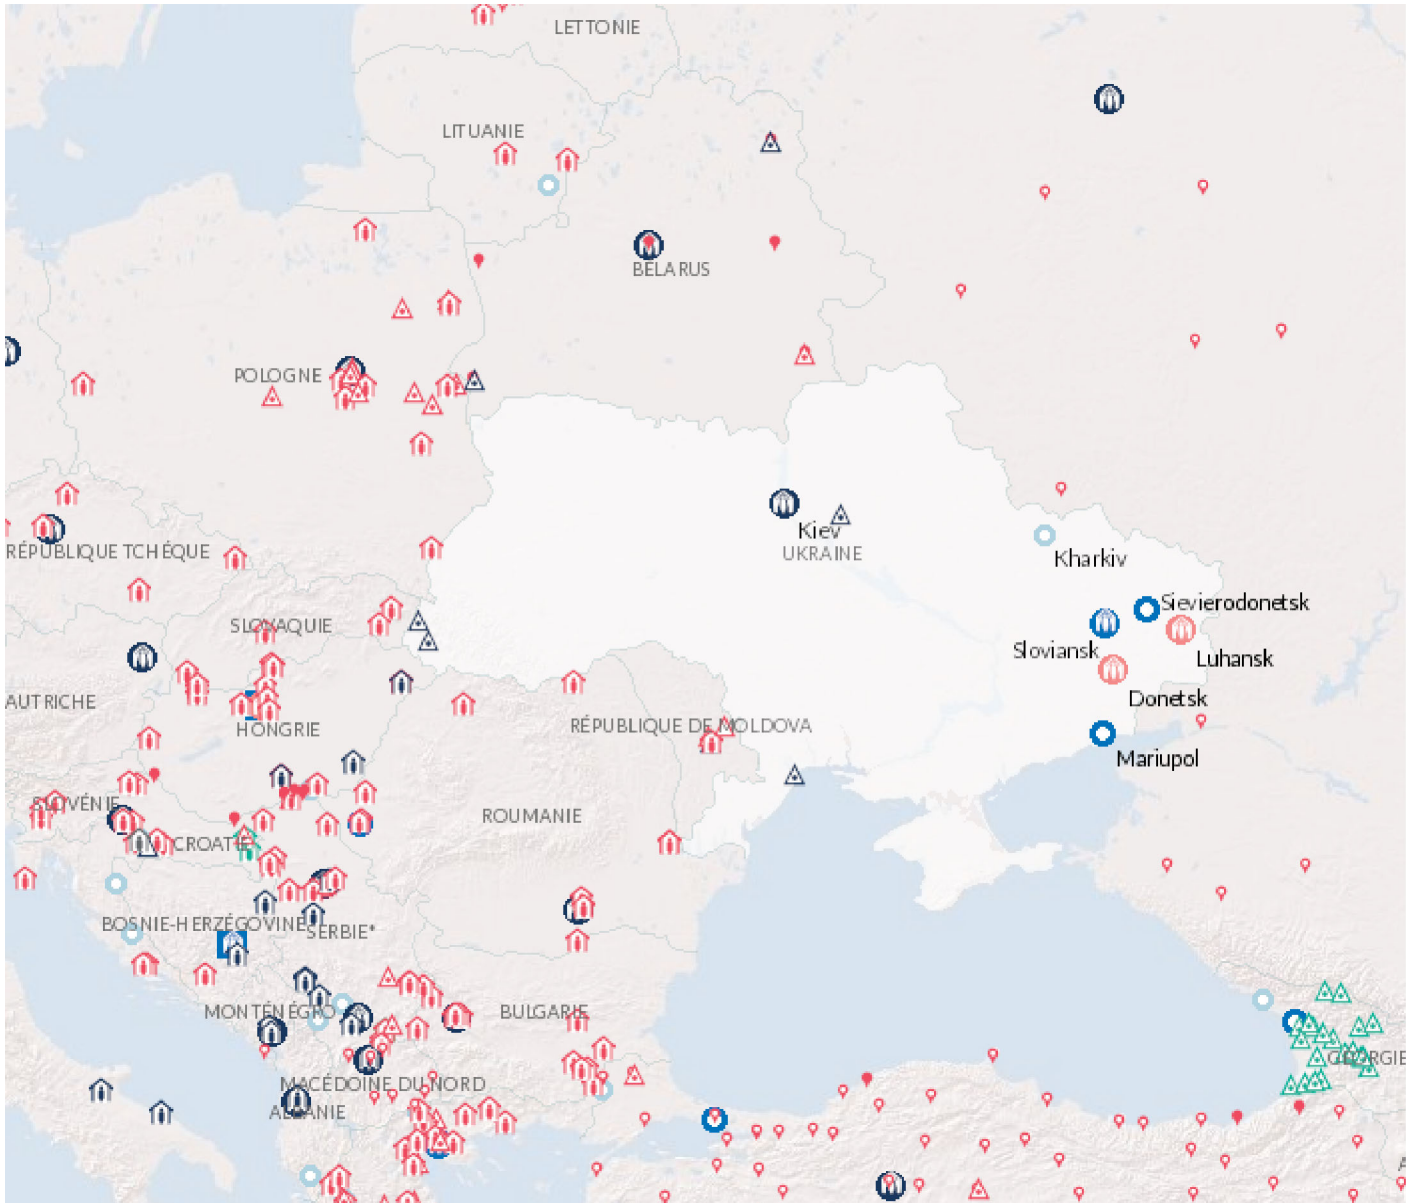 LETTONIE
LITUANIE
BELARUS
POLOGNE
Kiev
UKRAINE
RÉPUBLIQUE TCHÈQUE
Kharkiv
Sievierodonetsk
SLOVAQUIE
Sloviansk
Luhansk
AUTRICHE
Donetsk
HONGRIE
RÉPUBLIQUE DE MOLDOVA
Mariupol
SLOVÉNIE
ROUMANIE
CROATIE
BOSNIE-HERZÉGOVINE
SERBIE*
MONTÉNÉGRO
BULGARIE
GÉORGIE
MACÉDOINE DU NORD
ALBANIE